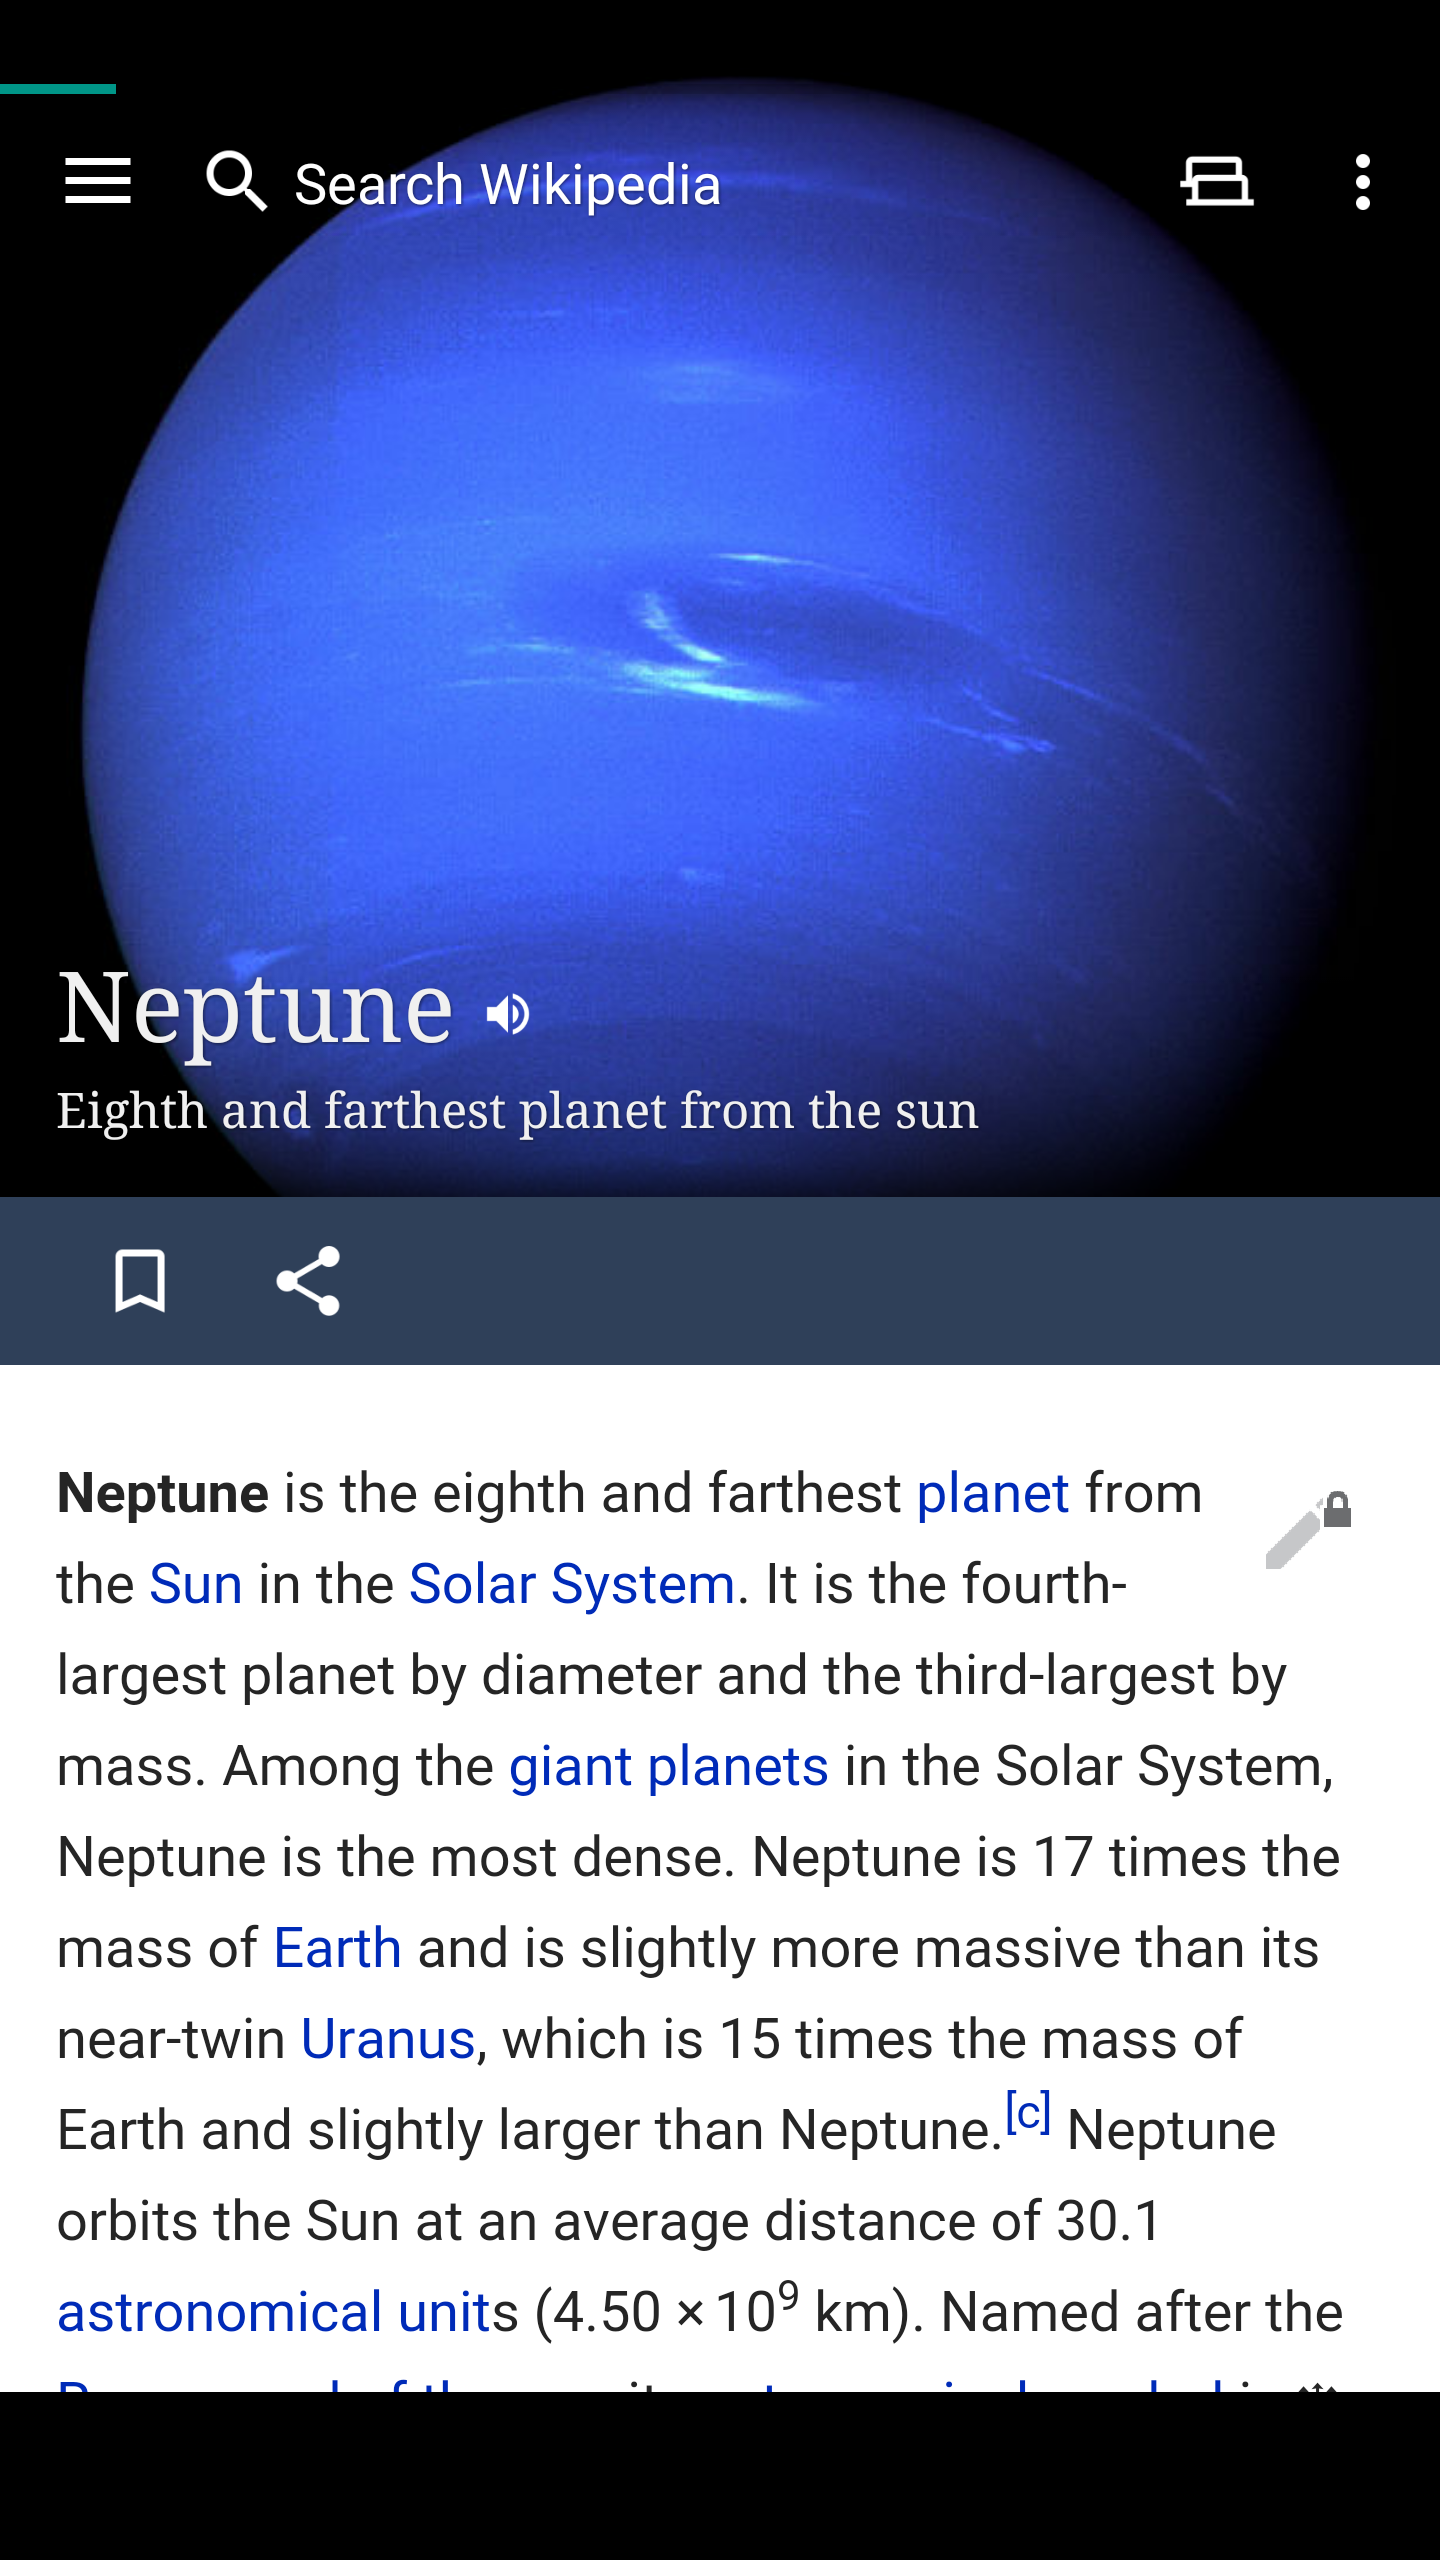 Search Wikipedia
Neptune
Eighth and farthest planet from the sun
Neptune is the eighth and farthest planet from
the Sun in the Solar System. It is the fourth-
largest planet by diameter and the third-largest by
mass. Among the giant planets in the Solar System,
Neptune is the most dense. Neptune is 17 times the
mass of Earth and is slightly more massive than its
near-twin Uranus, which is 15 times the mass of
Earth and slightly larger than Neptune.[c] Neptune
orbits the Sun at an average distance of 30.1
astronomical units (4.50 × 10⁹ km). Named after the